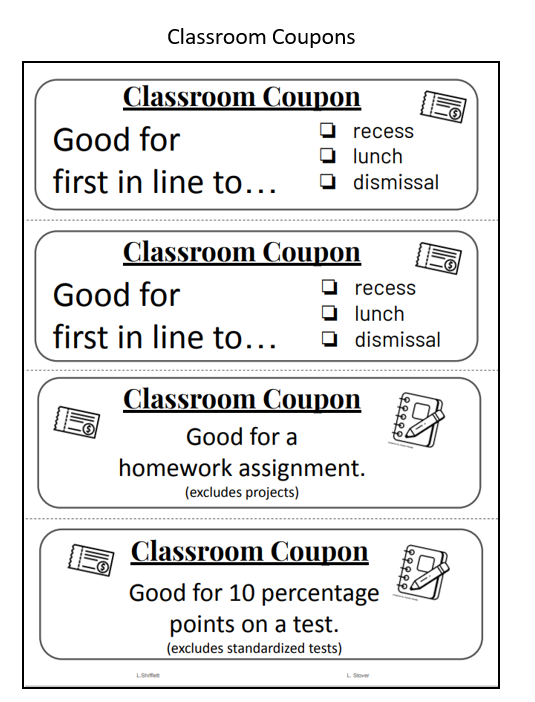 Classroom Coupons
Classroom Coupon
Good for
first in line to...
❏ recess
❏ lunch
❏ dismissal
Classroom Coupon
Good for
first in line to...
❏ recess
❏ lunch
❏ dismissal
Classroom Coupon
Good for a
homework assignment.
(excludes projects)
Classroom Coupon
Good for 10 percentage
points on a test.
(excludes standardized tests)
L.Shifflett L. Stover